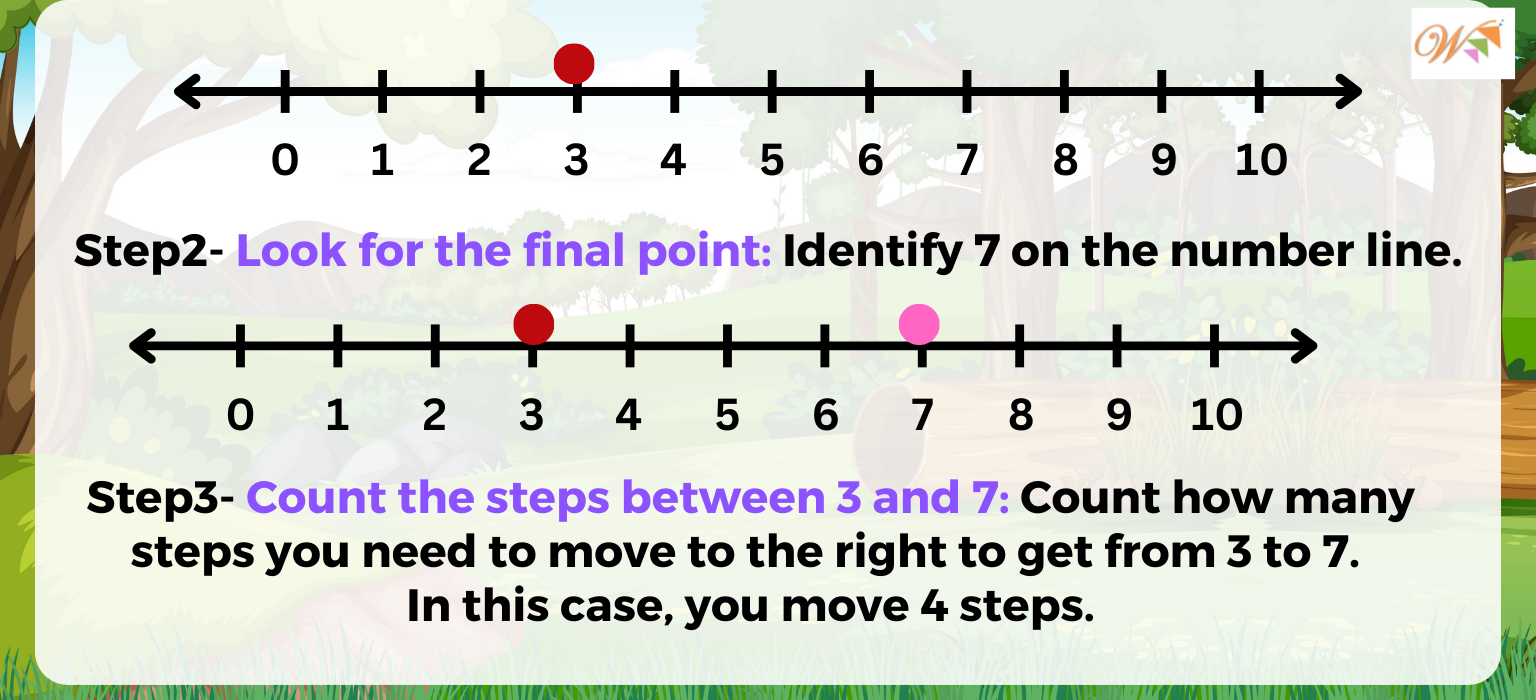 W
0 1 2 3 4 5 6 7 8 9 10
Step2- Look for the final point: Identify 7 on the number line.
0 1 2 3 4 5 6 7 8 9 10
Step3- Count the steps between 3 and 7: Count how many
steps you need to move to the right to get from 3 to 7.
In this case, you move 4 steps.